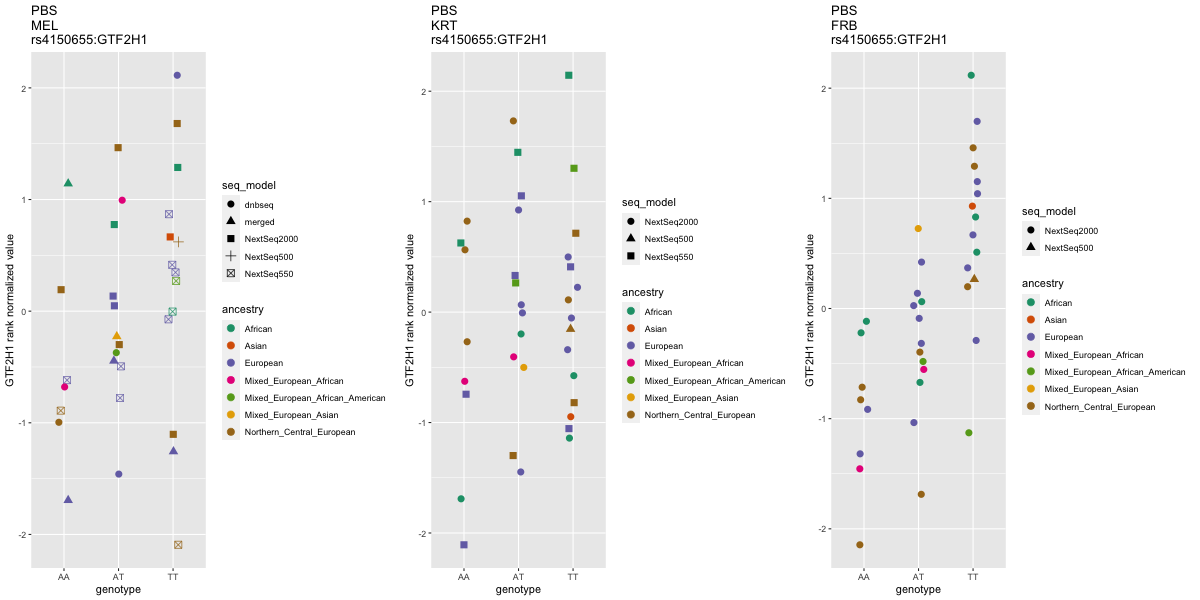 PBS
MEL
rs4150655:GTF2H1
GTF2H1 rank normalized value
2
1
0
-1
-2
AA AT TT
genotype
seq_model
dnbseq
merged
NextSeq2000
NextSeq500
NextSeq550
ancestry
African
Asian
European
Mixed_European_African
Mixed_European_African_American
Mixed_European_Asian
Northern_Central_European
PBS
KRT
rs4150655:GTF2H1
GTF2H1 rank normalized value
2
1
0
-1
-2
AA AT TT
genotype
seq_model
NextSeq2000
NextSeq500
NextSeq550
ancestry
African
Asian
European
Mixed_European_African
Mixed_European_African_American
Mixed_European_Asian
Northern_Central_European
PBS
FRB
rs4150655:GTF2H1
GTF2H1 rank normalized value
2
1
0
-1
-2
AA AT TT
genotype
seq_model
NextSeq2000
NextSeq500
ancestry
African
Asian
European
Mixed_European_African
Mixed_European_African_American
Mixed_European_Asian
Northern_Central_European